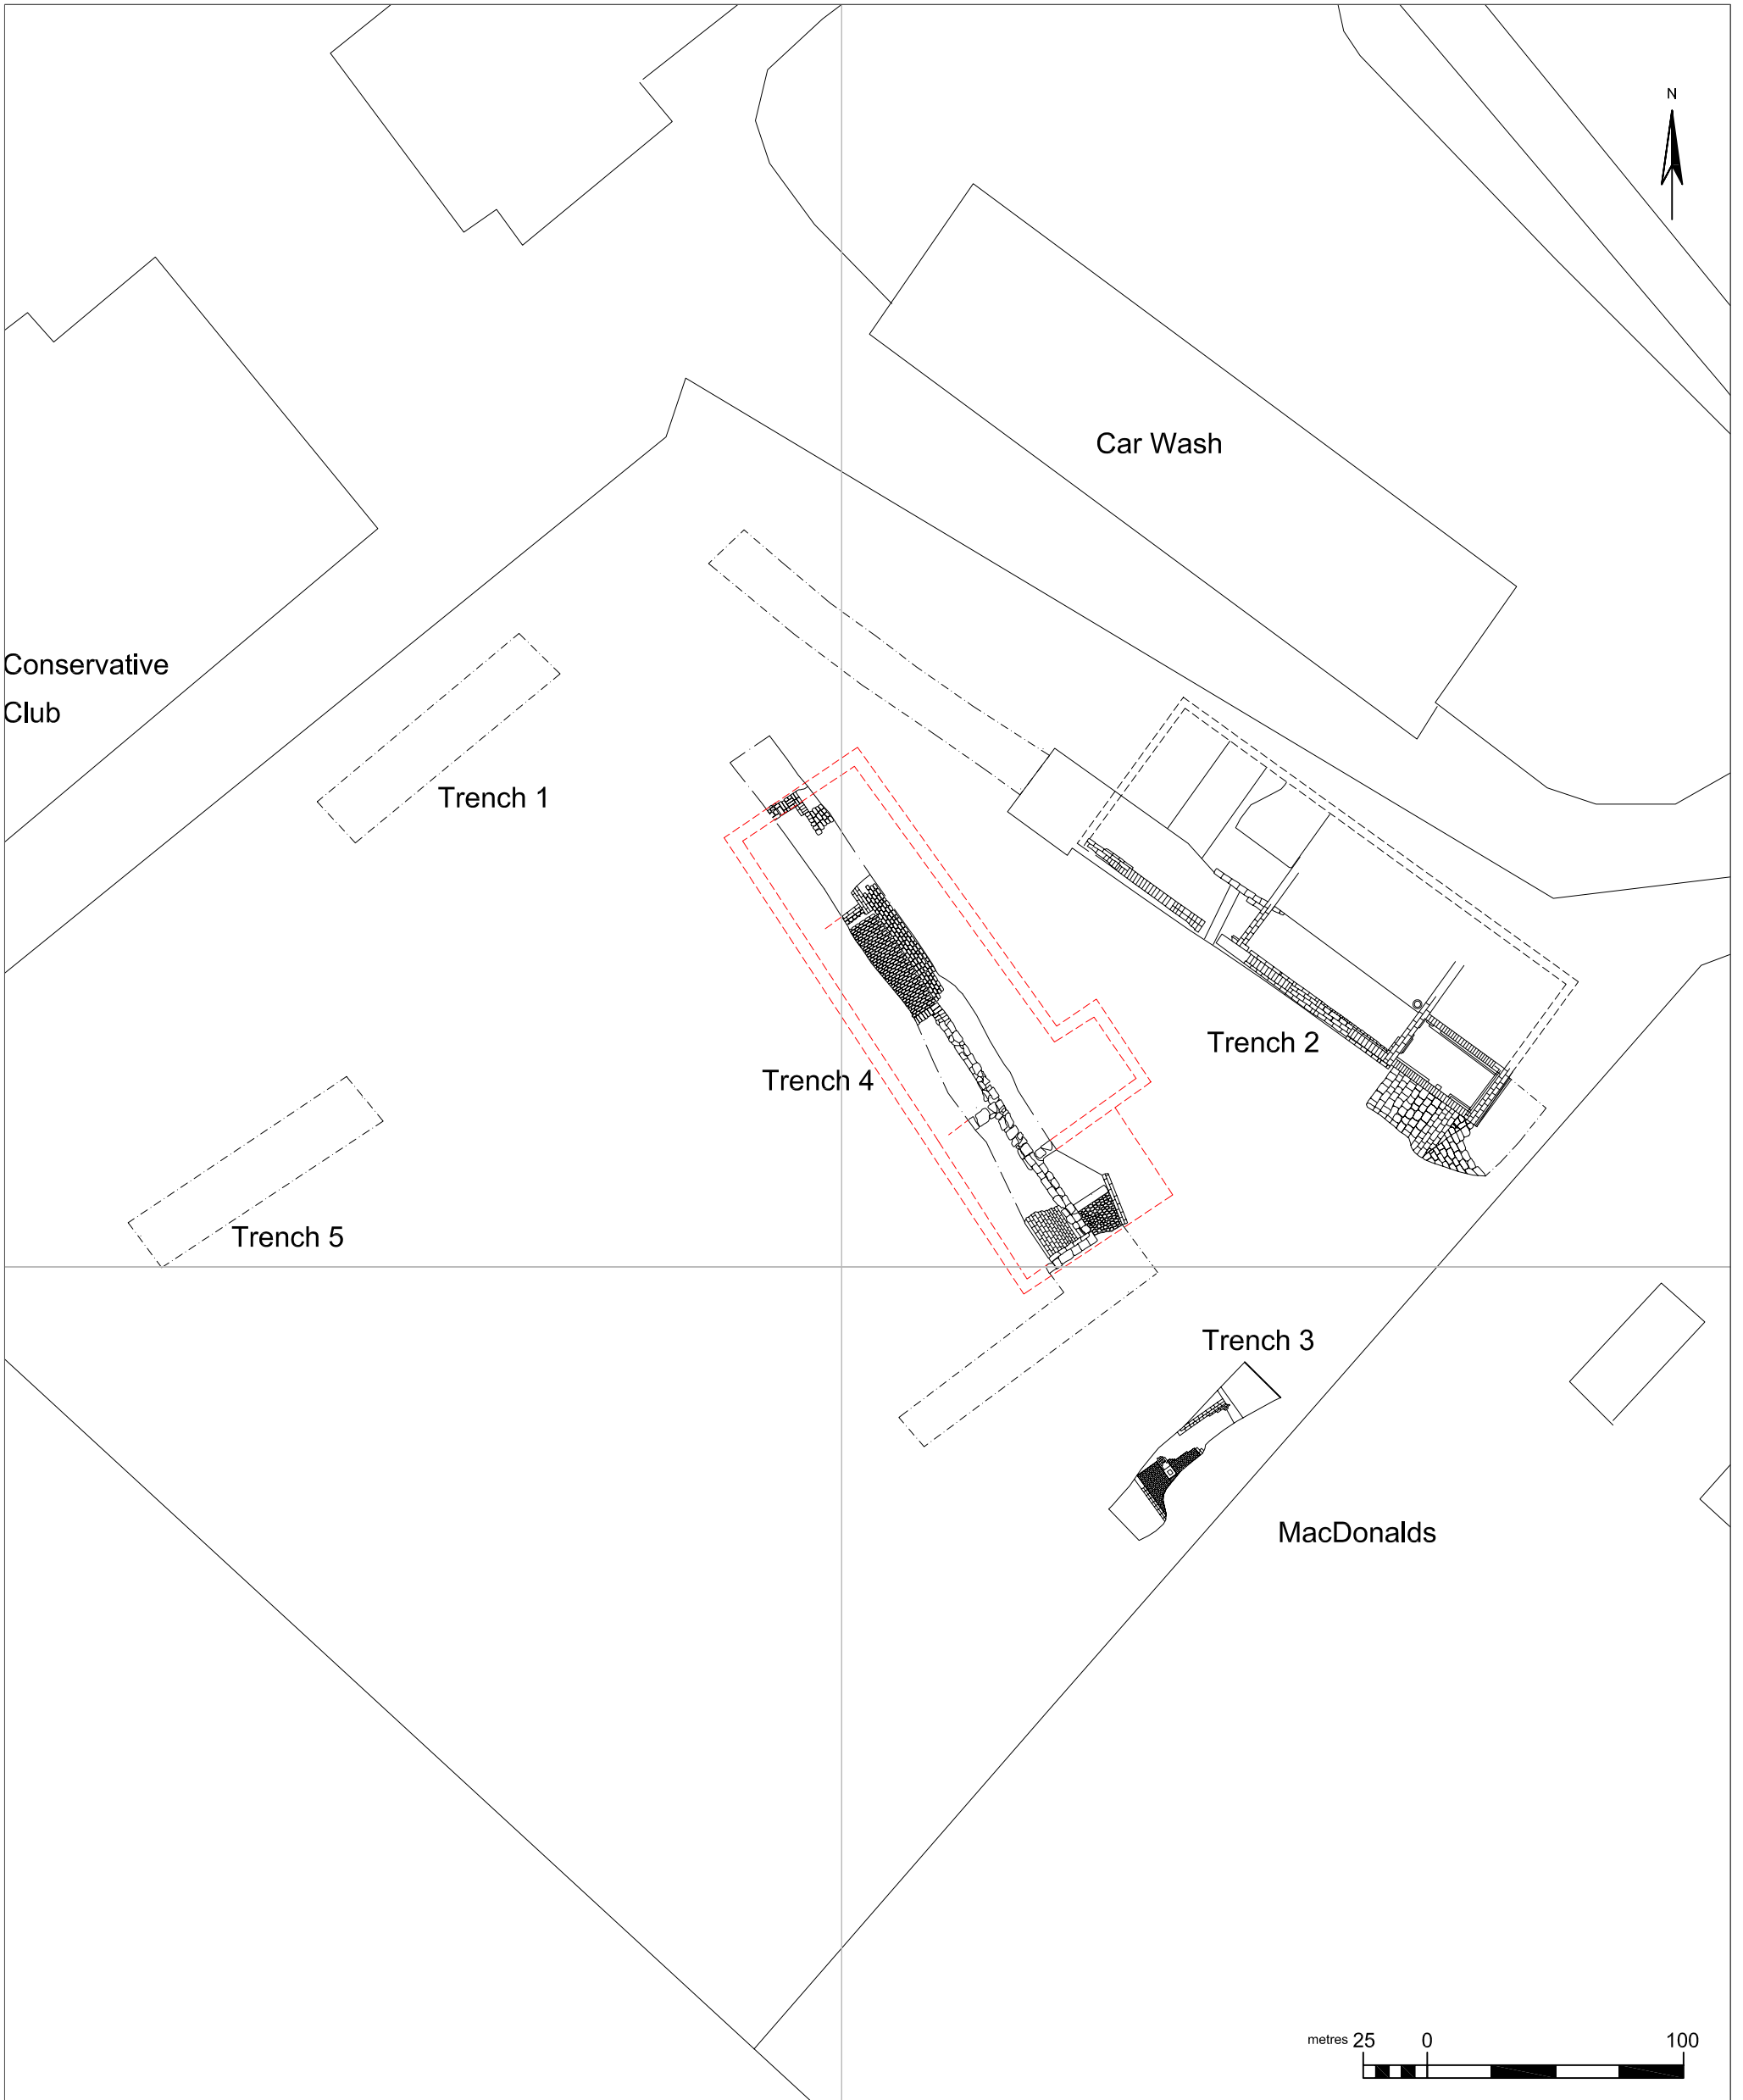 N
Car Wash
Conservative
Club
Trench 1
Trench 2
Trench 4
Trench 5
Trench 3
MacDonalds
metres 25 0 100